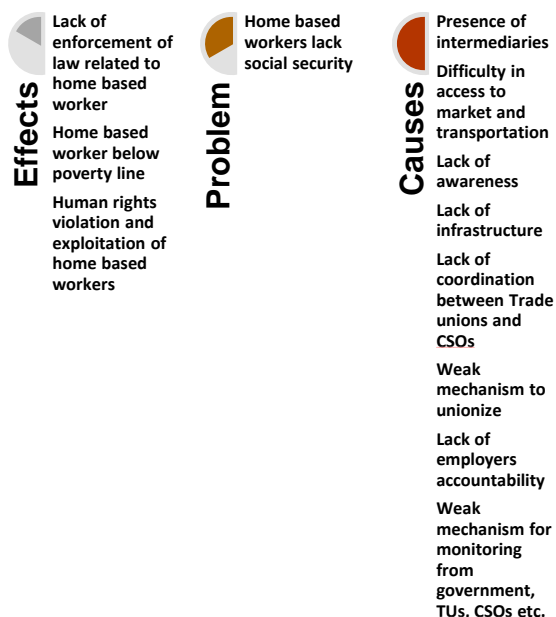 Effects
Lack of
enforcement of
law related to
home based
worker
Home based
worker below
poverty line
Human rights
violation and
exploitation of
home based
workers
Problem
Home based
workers lack
social security
Causes
Presence of
intermediaries
Difficulty in
access to
market and
transportation
Lack of
awareness
Lack of
infrastructure
Lack of
coordination
between Trade
unions and
CSOs
Weak
mechanism to
unionize
Lack of
employers
accountability
Weak
mechanism for
monitoring
from
government,
TUs, CSOs etc.